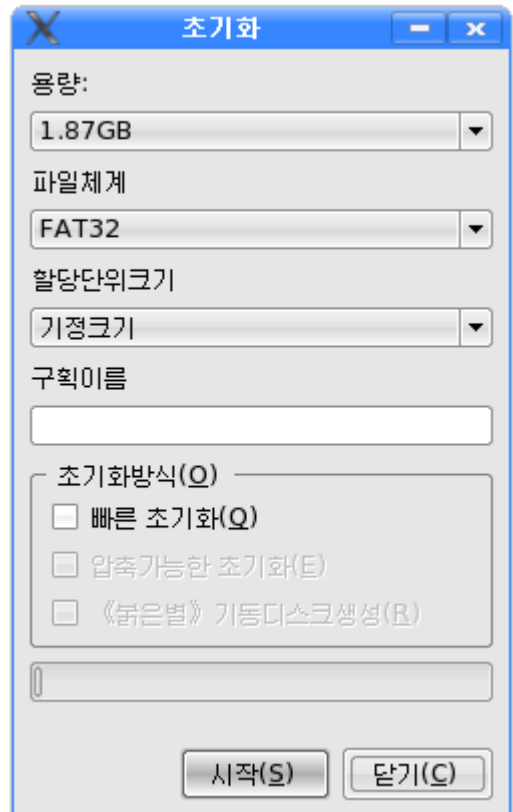 초기화
용량:
1.87GB
파일체계
FAT32
할당단위크기
기정크기
구획이름
초기화방식(O)
빠른 초기화(Q)
압축가능한 초기화(E)
《붉은별》기동디스크생성(R)
시작(S) 닫기(C)